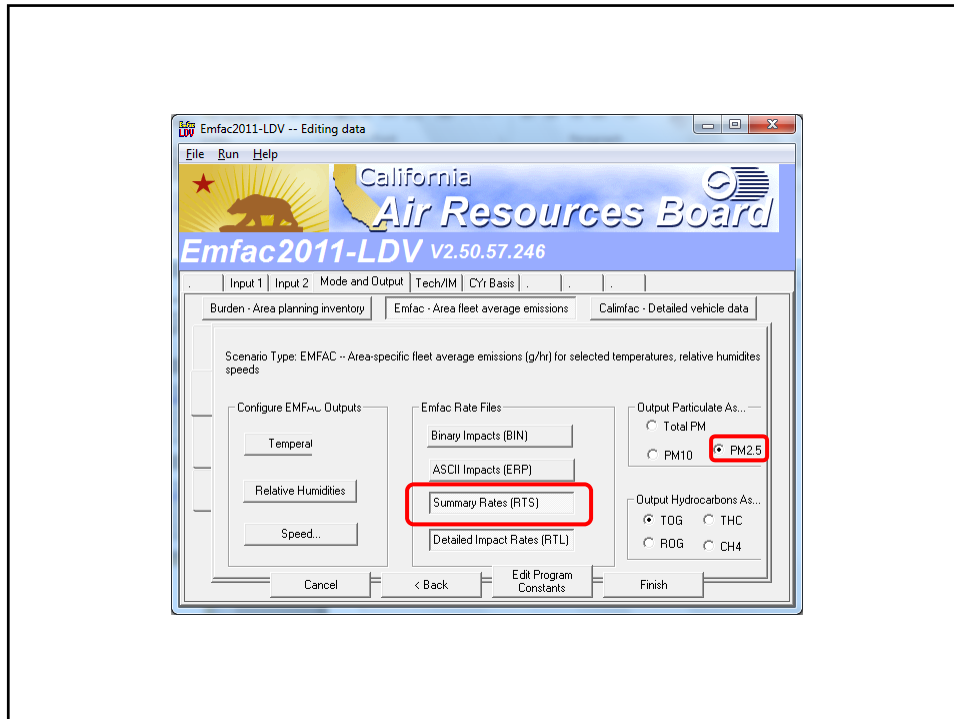 Emfac2011-LDV -- Editing data
File Run Help
California
Air Resources Board
Emfac2011-LDV V2.50.57.246
. Input 1 Input 2 Mode and Output Tech/IM CYr Basis . . .
Burden - Area planning inventory Emfac - Area fleet average emissions Calimfac - Detailed vehicle data
Scenario Type: EMFAC -- Area-specific fleet average emissions (g/hr) for selected temperatures, relative humidites
speeds
Configure EMFAC Outputs
Temperat
Relative Humidities
Speed...
Emfac Rate Files
Binary Impacts (BIN)
ASCII Impacts (ERP)
Summary Rates (RTS)
Detailed Impact Rates (RTL)
Output Particulate As...
Total PM
PM10 PM2.5
Output Hydrocarbons As...
TOG THC
ROG CH4
Cancel < Back Edit Program Constants Finish